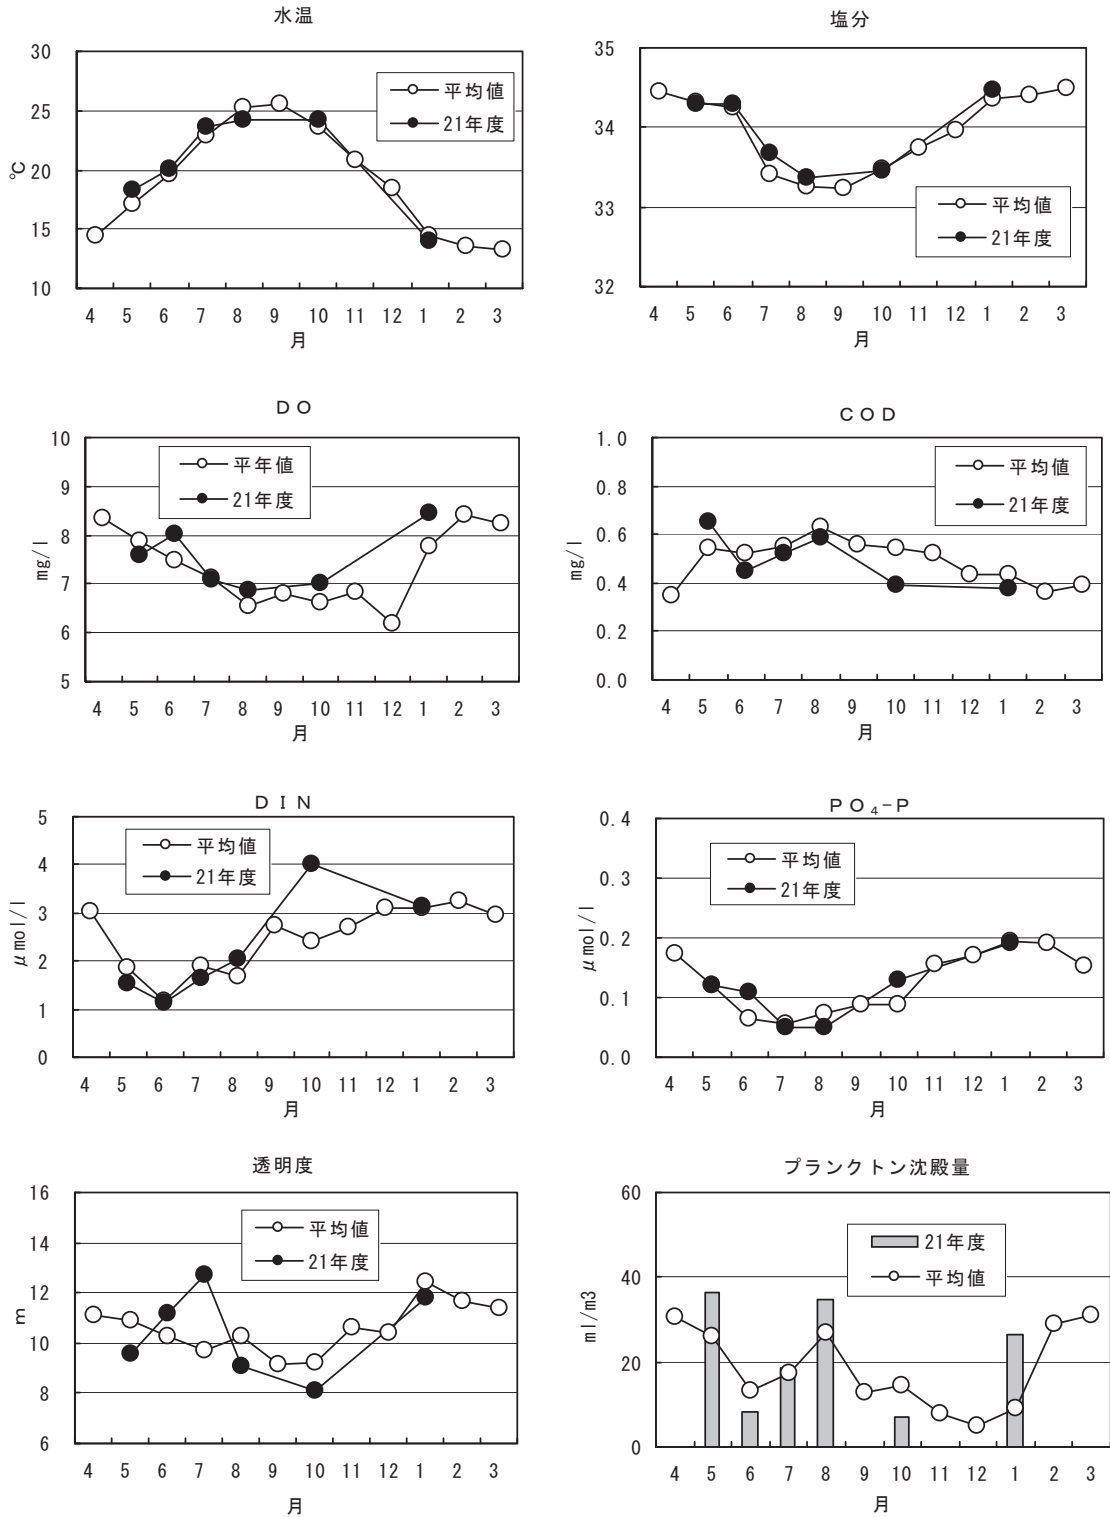 水温
30
25
20
15
10
℃
平均値
21年度
4 5 6 7 8 9 10 11 12 1 2 3
月
塩分
35
34
33
32
平均値
21年度
4 5 6 7 8 9 10 11 12 1 2 3
月
DO
10
9
8
7
6
5
mg/l
平年値
21年度
4 5 6 7 8 9 10 11 12 1 2 3
月
COD
1.0
0.8
0.6
0.4
0.2
0.0
mg/l
平均値
21年度
4 5 6 7 8 9 10 11 12 1 2 3
月
DIN
5
4
3
2
1
0
μmol/l
平均値
21年度
4 5 6 7 8 9 10 11 12 1 2 3
月
PO₄-P
0.4
0.3
0.2
0.1
0.0
μmol/l
平均値
21年度
4 5 6 7 8 9 10 11 12 1 2 3
月
透明度
16
14
12
10
8
6
m
平均値
21年度
4 5 6 7 8 9 10 11 12 1 2 3
月
プランクトン沈殿量
60
40
20
0
ml/m3
21年度
平均値
4 5 6 7 8 9 10 11 12 1 2 3
月